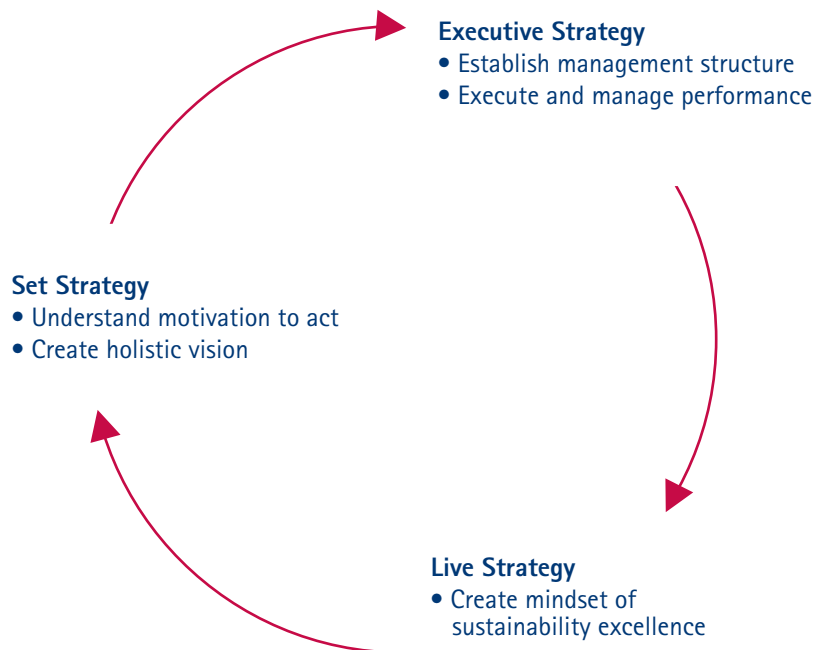 Executive Strategy
• Establish management structure
• Execute and manage performance
Set Strategy
• Understand motivation to act
• Create holistic vision
Live Strategy
• Create mindset of
sustainability excellence